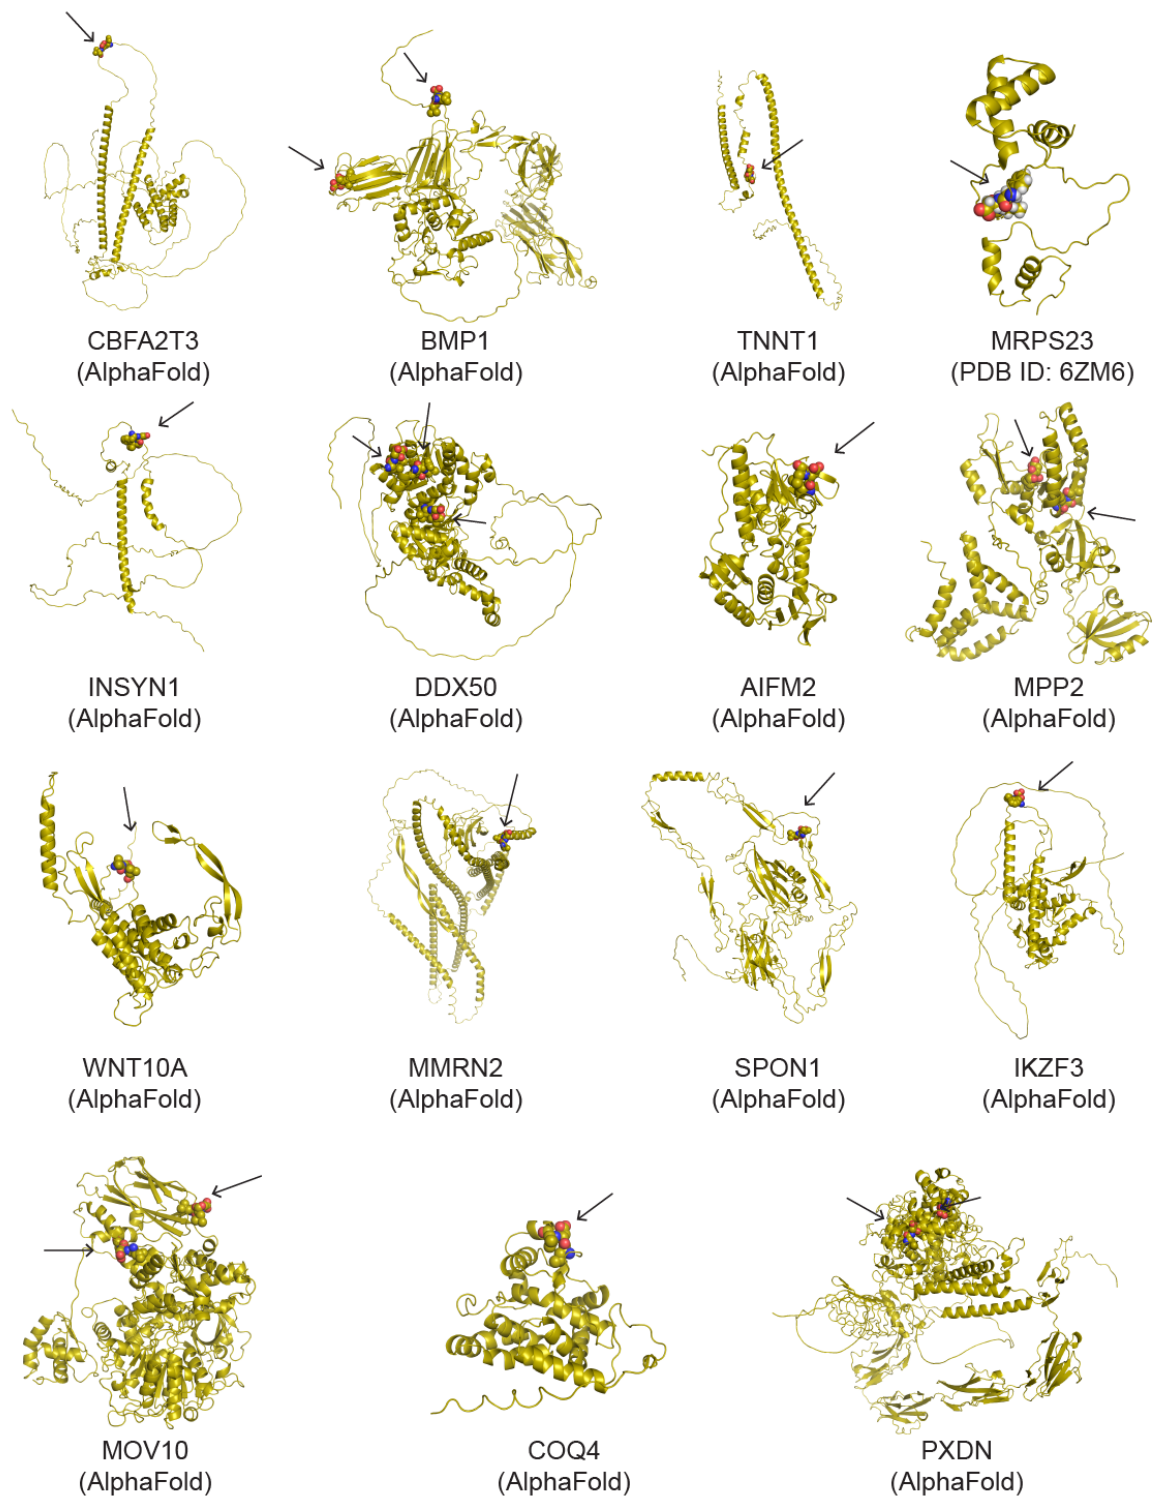 CBFA2T3
(AlphaFold)
BMP1
(AlphaFold)
TNNT1
(AlphaFold)
MRPS23
(PDB ID: 6ZM6)
INSYN1
(AlphaFold)
DDX50
(AlphaFold)
AIFM2
(AlphaFold)
MPP2
(AlphaFold)
WNT10A
(AlphaFold)
MMRN2
(AlphaFold)
SPON1
(AlphaFold)
IKZF3
(AlphaFold)
MOV10
(AlphaFold)
COQ4
(AlphaFold)
PXDN
(AlphaFold)